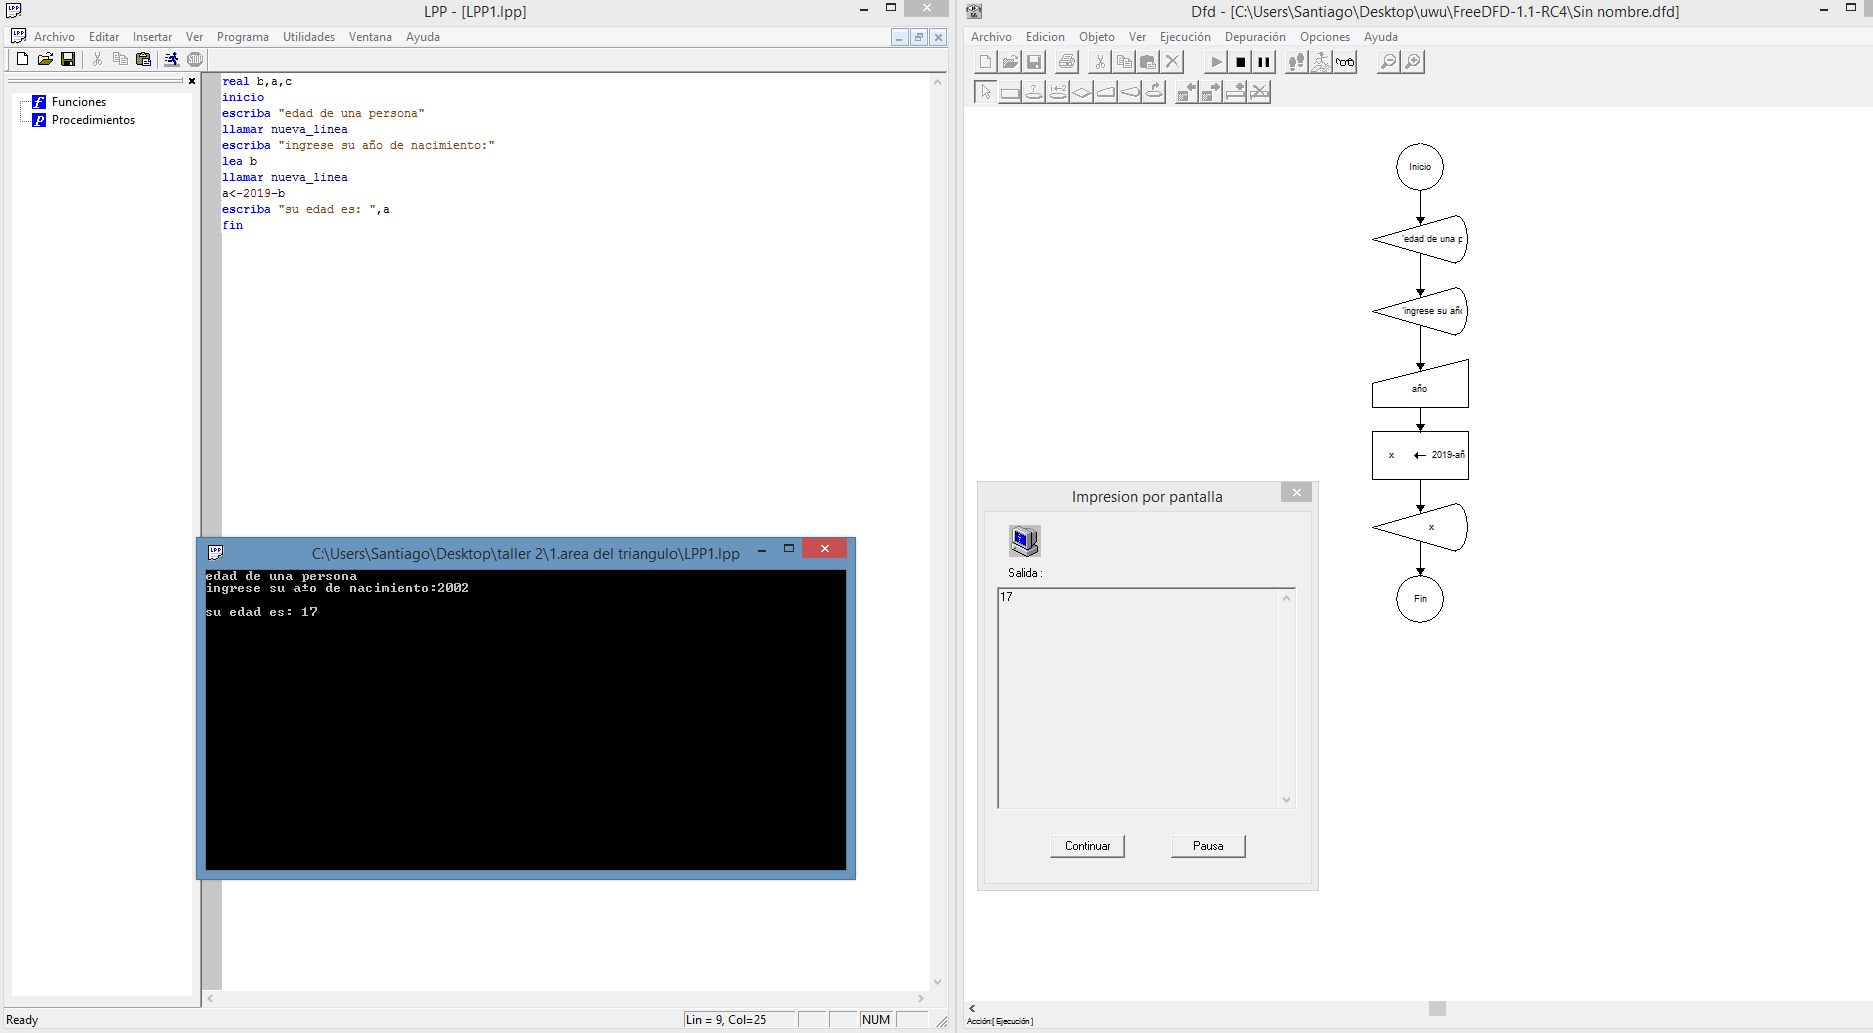 LPP - [LPP1.lpp]
Archivo Editar Insertar Ver Programa Utilidades Ventana Ayuda
Funciones
Procedimientos
real b,a,c
inicio
escriba "edad de una persona"
llamar nueva_linea
escriba "ingrese su año de nacimiento:"
lea b
llamar nueva_linea
a<-2019-b
escriba "su edad es: ",a
fin
C:\Users\Santiago\Desktop\taller 2\1.area del triangulo\LPP1.lpp
edad de una persona
ingrese su a±o de nacimiento:2002
su edad es: 17
Ready
Lin = 9, Col=25
NUM
Dfd - [C:\Users\Santiago\Desktop\uwu\FreeDFD-1.1-RC4\Sin nombre.dfd]
Archivo Edicion Objeto Ver Ejecución Depuración Opciones Ayuda
Inicio
'edad de una p
'ingrese su año
año
x ← 2019-añ
x
Fin
Impresion por pantalla
Salida :
17
Continuar Pausa
Acción:[ Ejecución ]